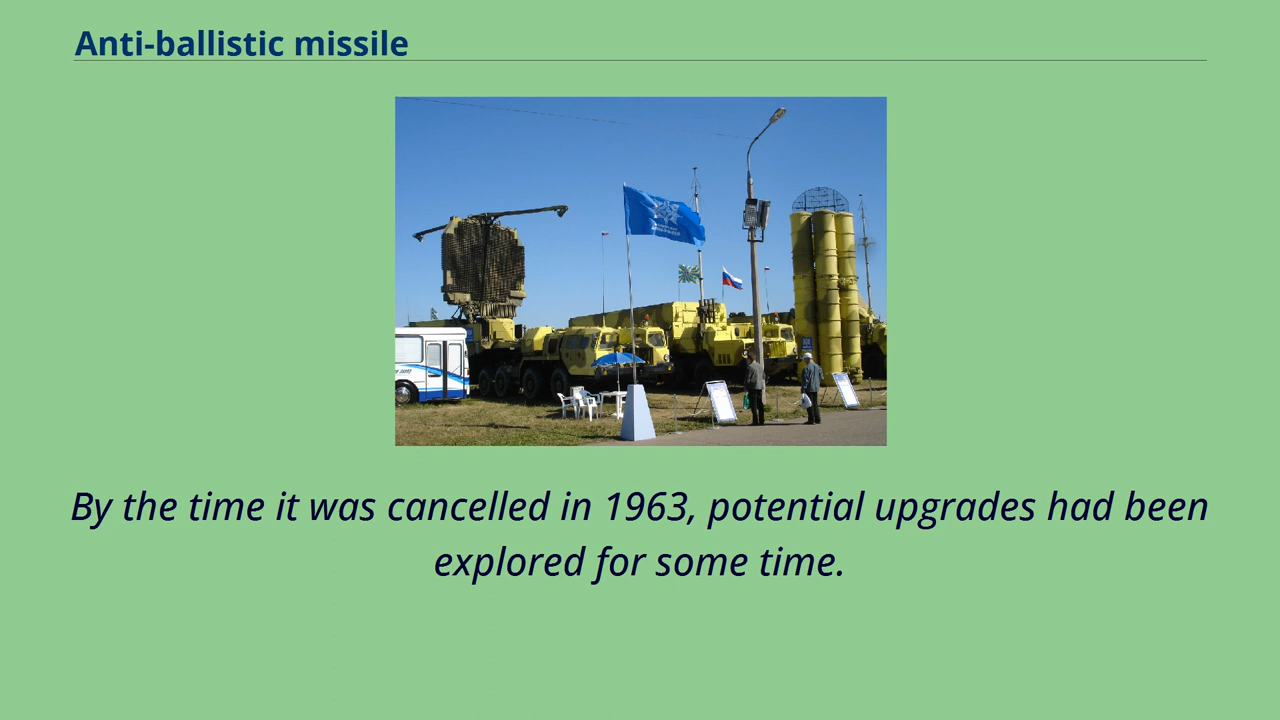 Anti-ballistic missile
By the time it was cancelled in 1963, potential upgrades had been
explored for some time.